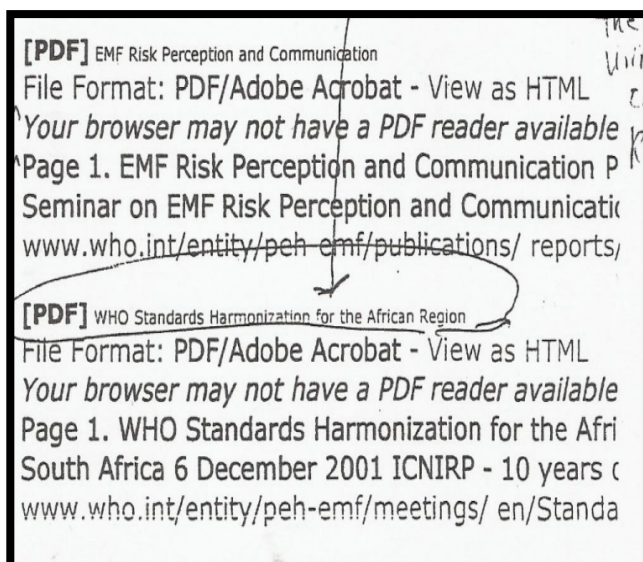 The
[PDF] EMF Risk Perception and Communication
File Format: PDF/Adobe Acrobat - View as HTML
Your browser may not have a PDF reader available
Page 1. EMF Risk Perception and Communication P
Seminar on EMF Risk Perception and Communicatio
www.who.int/entity/peh-emf/publications/ reports/
[PDF] WHO Standards Harmonization for the African Region
File Format: PDF/Adobe Acrobat - View as HTML
Your browser may not have a PDF reader available
Page 1. WHO Standards Harmonization for the Afri
South Africa 6 December 2001 ICNIRP - 10 years
www.who.int/entity/peh-emf/meetings/ en/Standa